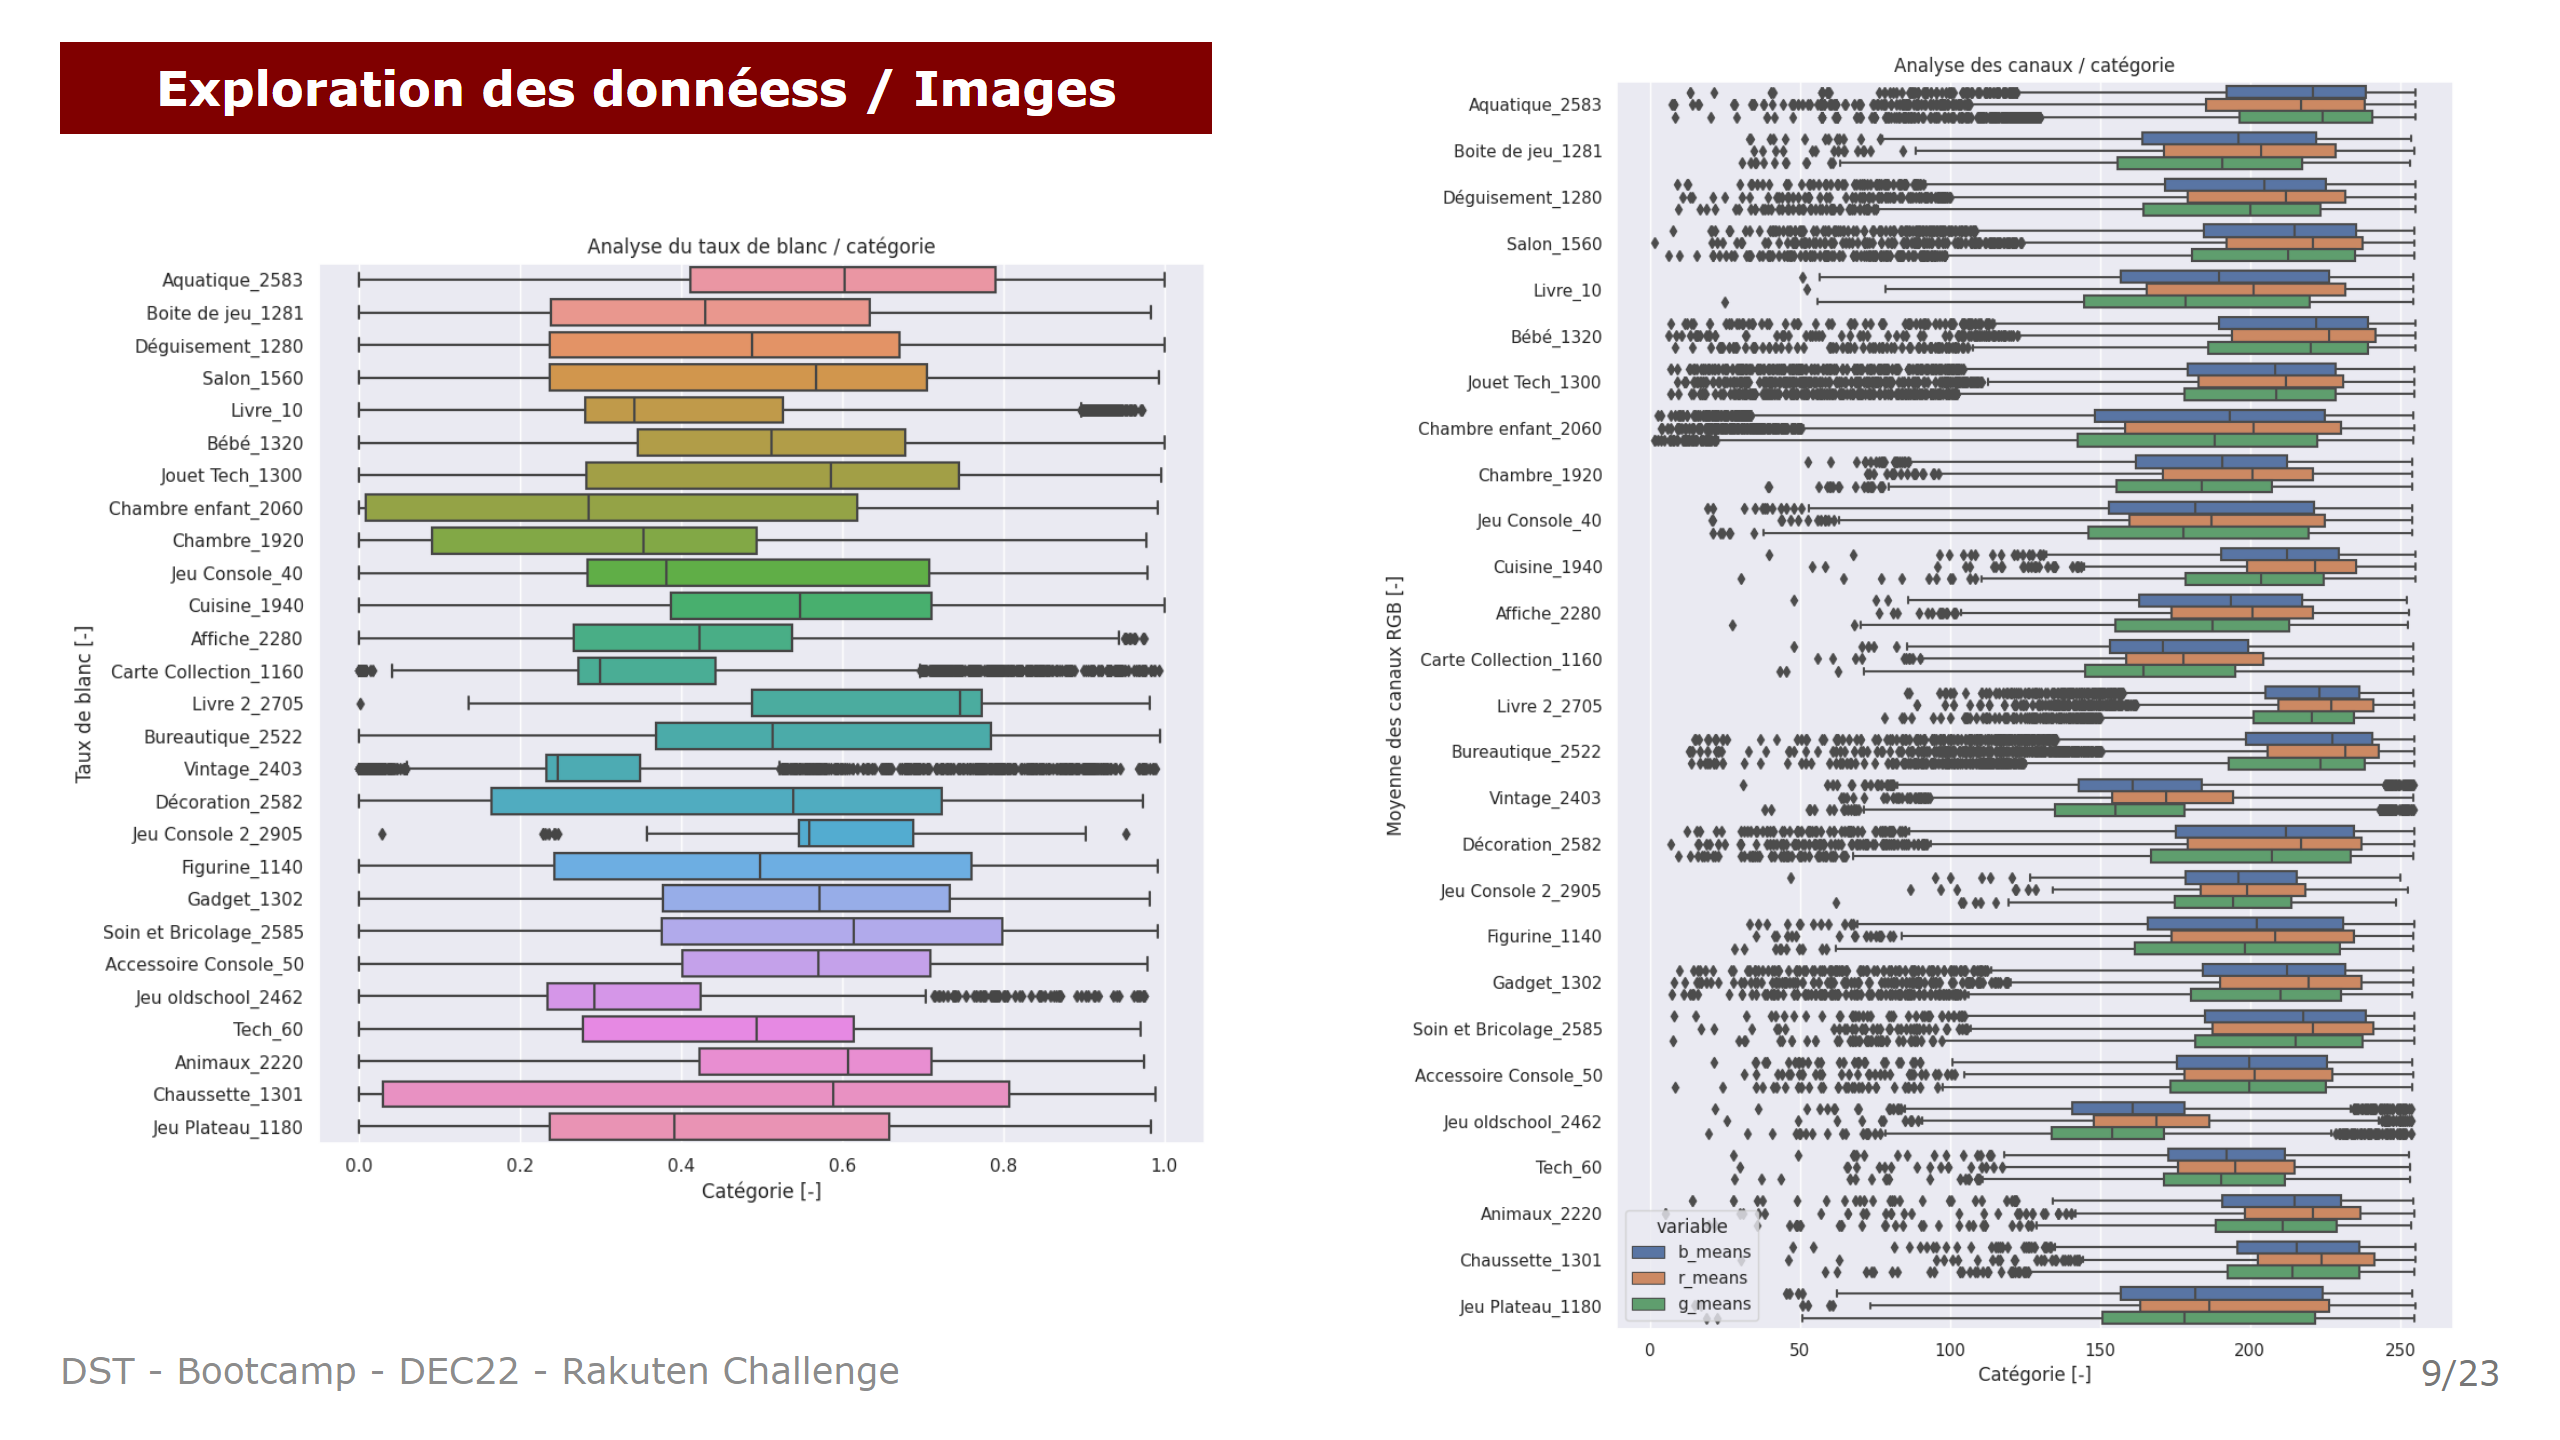 Exploration des donnéess / Images
Analyse du taux de blanc / catégorie
Taux de blanc [-]
Aquatique_2583
Boite de jeu_1281
Déguisement_1280
Salon_1560
Livre_10
Bébé_1320
Jouet Tech_1300
Chambre enfant_2060
Chambre_1920
Jeu Console_40
Cuisine_1940
Affiche_2280
Carte Collection_1160
Livre 2_2705
Bureautique_2522
Vintage_2403
Décoration_2582
Jeu Console 2_2905
Figurine_1140
Gadget_1302
Soin et Bricolage_2585
Accessoire Console_50
Jeu oldschool_2462
Tech_60
Animaux_2220
Chaussette_1301
Jeu Plateau_1180
0.0 0.2 0.4 0.6 0.8 1.0
Catégorie [-]
Analyse des canaux / catégorie
Moyenne des canaux RGB [-]
Aquatique_2583
Boite de jeu_1281
Déguisement_1280
Salon_1560
Livre_10
Bébé_1320
Jouet Tech_1300
Chambre enfant_2060
Chambre_1920
Jeu Console_40
Cuisine_1940
Affiche_2280
Carte Collection_1160
Livre 2_2705
Bureautique_2522
Vintage_2403
Décoration_2582
Jeu Console 2_2905
Figurine_1140
Gadget_1302
Soin et Bricolage_2585
Accessoire Console_50
Jeu oldschool_2462
Tech_60
Animaux_2220
Chaussette_1301
Jeu Plateau_1180
variable
b_means
r_means
g_means
0 50 100 150 200 250
Catégorie [-]
DST - Bootcamp - DEC22 - Rakuten Challenge
9/23